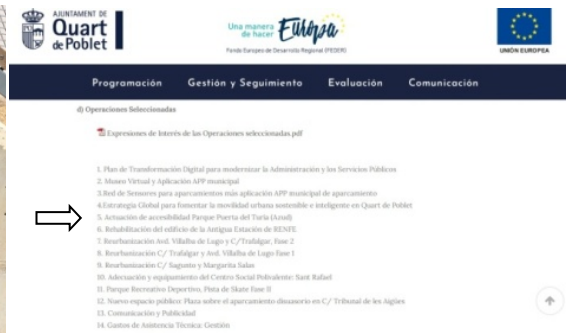 AJUNTAMENT DE
Quart
de Poblet
Una manera
de hacer Europa
Fondo Europeo de Desarrollo Regional (FEDER)
UNIÓN EUROPEA
Programación Gestión y Seguimiento Evaluación Comunicación
d) Operaciones Seleccionadas
Expresiones de Interés de las Operaciones seleccionadas.pdf
1. Plan de Transformación Digital para modernizar la Administración y los Servicios Públicos
2. Museo Virtual y Aplicación APP municipal
3.Red de Sensores para aparcamientos más aplicación APP municipal de aparcamiento
4.Estrategia Global para fomentar la movilidad urbana sostenible e inteligente en Quart de Poblet
5. Actuación de accesibilidad Parque Puerta del Turia (Azud)
6. Rehabilitación del edificio de la Antigua Estación de RENFE
7. Reurbanización Avd. Villalba de Lugo y C/Trafalgar, Fase 2
8. Reurbanización C/ Trafalgar y Avd. Villalba de Lugo Fase I
9. Reurbanización C/ Sagunto y Margarita Salas
10. Adecuación y equipamiento del Centro Social Polivalente: Sant Rafael
11. Parque Recreativo Deportivo, Pista de Skate Fase II
12. Nuevo espacio público: Plaza sobre el aparcamiento disuasorio en C/ Tribunal de les Aigües
13. Comunicación y Publicidad
14. Gastos de Asistencia Técnica: Gestión